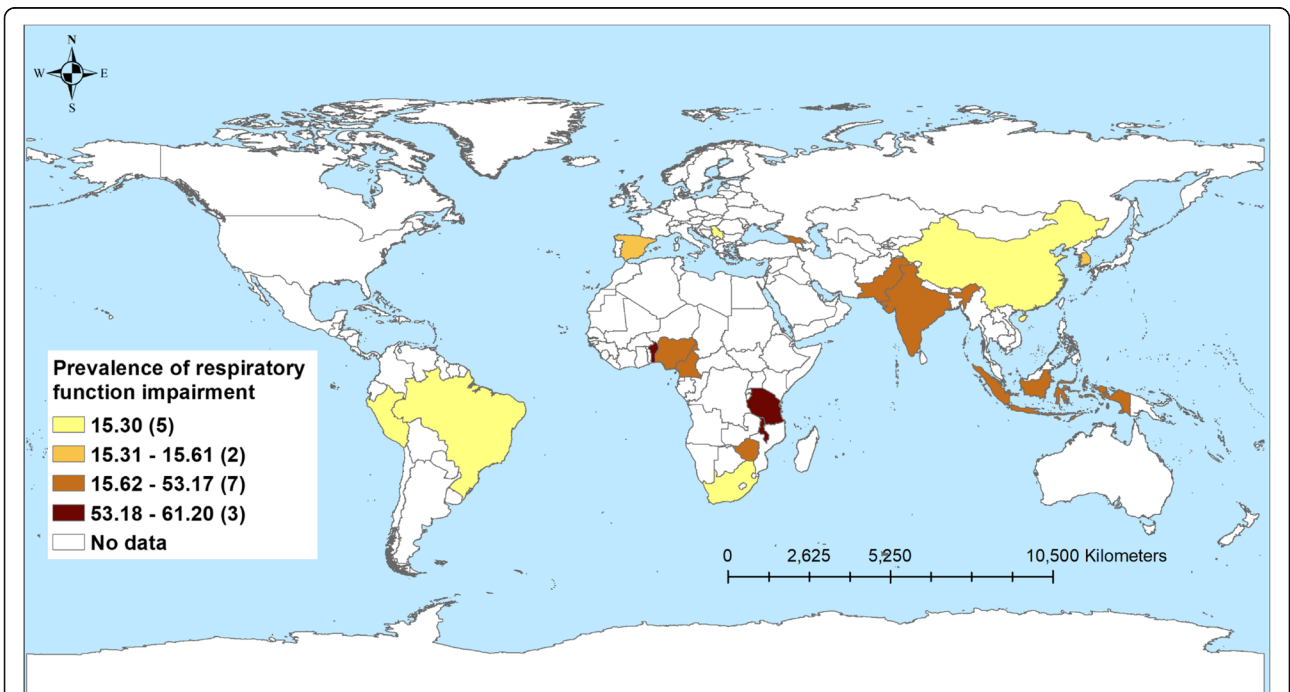 N
W E
S
Prevalence of respiratory
function impairment
15.30 (5)
15.31 - 15.61 (2)
15.62 - 53.17 (7)
53.18 - 61.20 (3)
No data
0 2,625 5,250 10,500 Kilometers